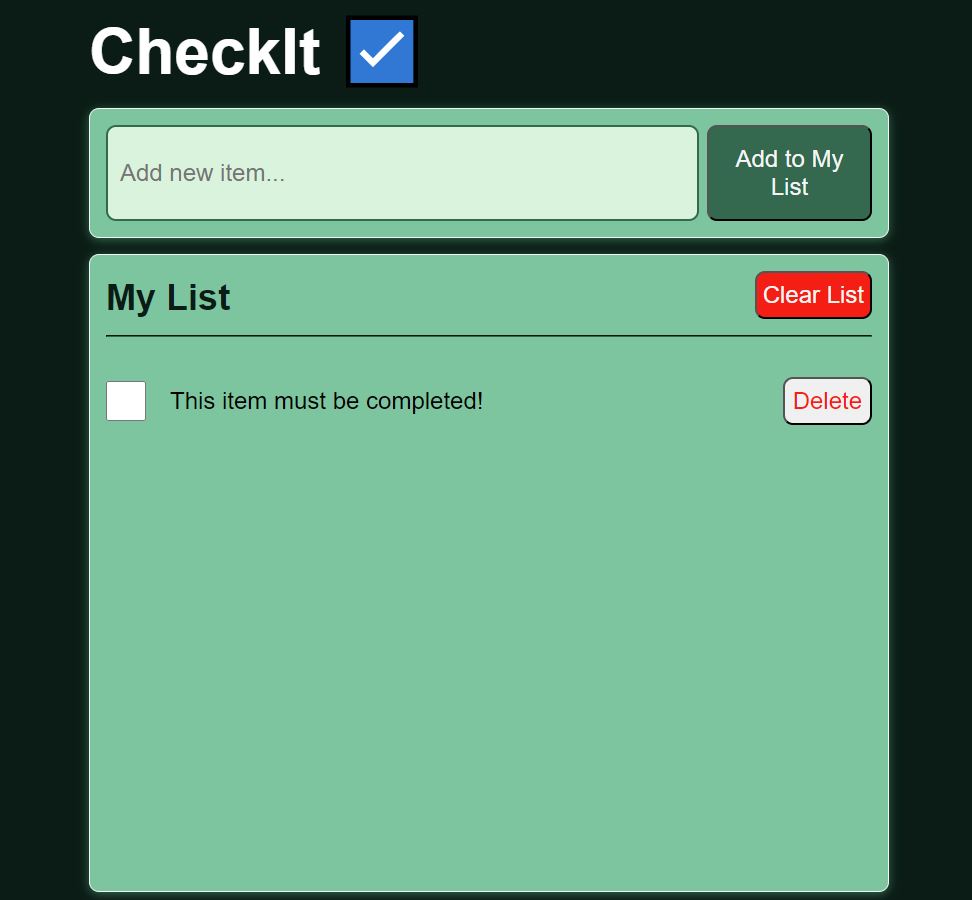 CheckIt
Add new item...
Add to My
List
My List
Clear List
This item must be completed!
Delete